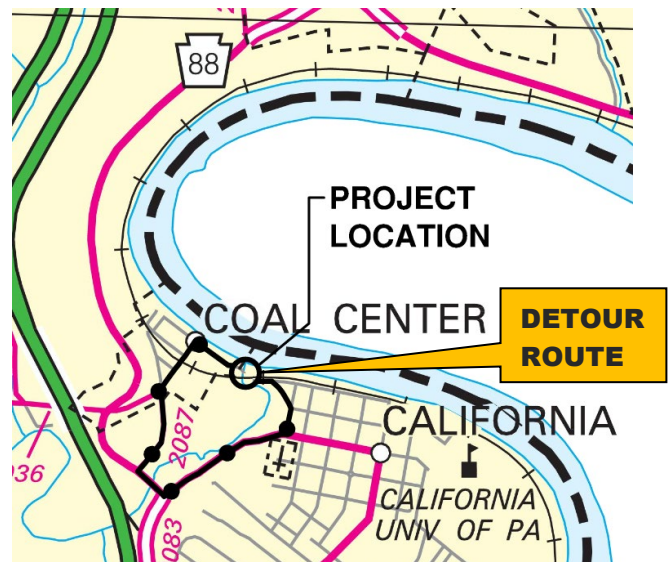 88
PROJECT
LOCATION
COAL CENTER
DETOUR
ROUTE
CALIFORNIA
2087
036
CALIFORNIA
UNIV OF PA
083